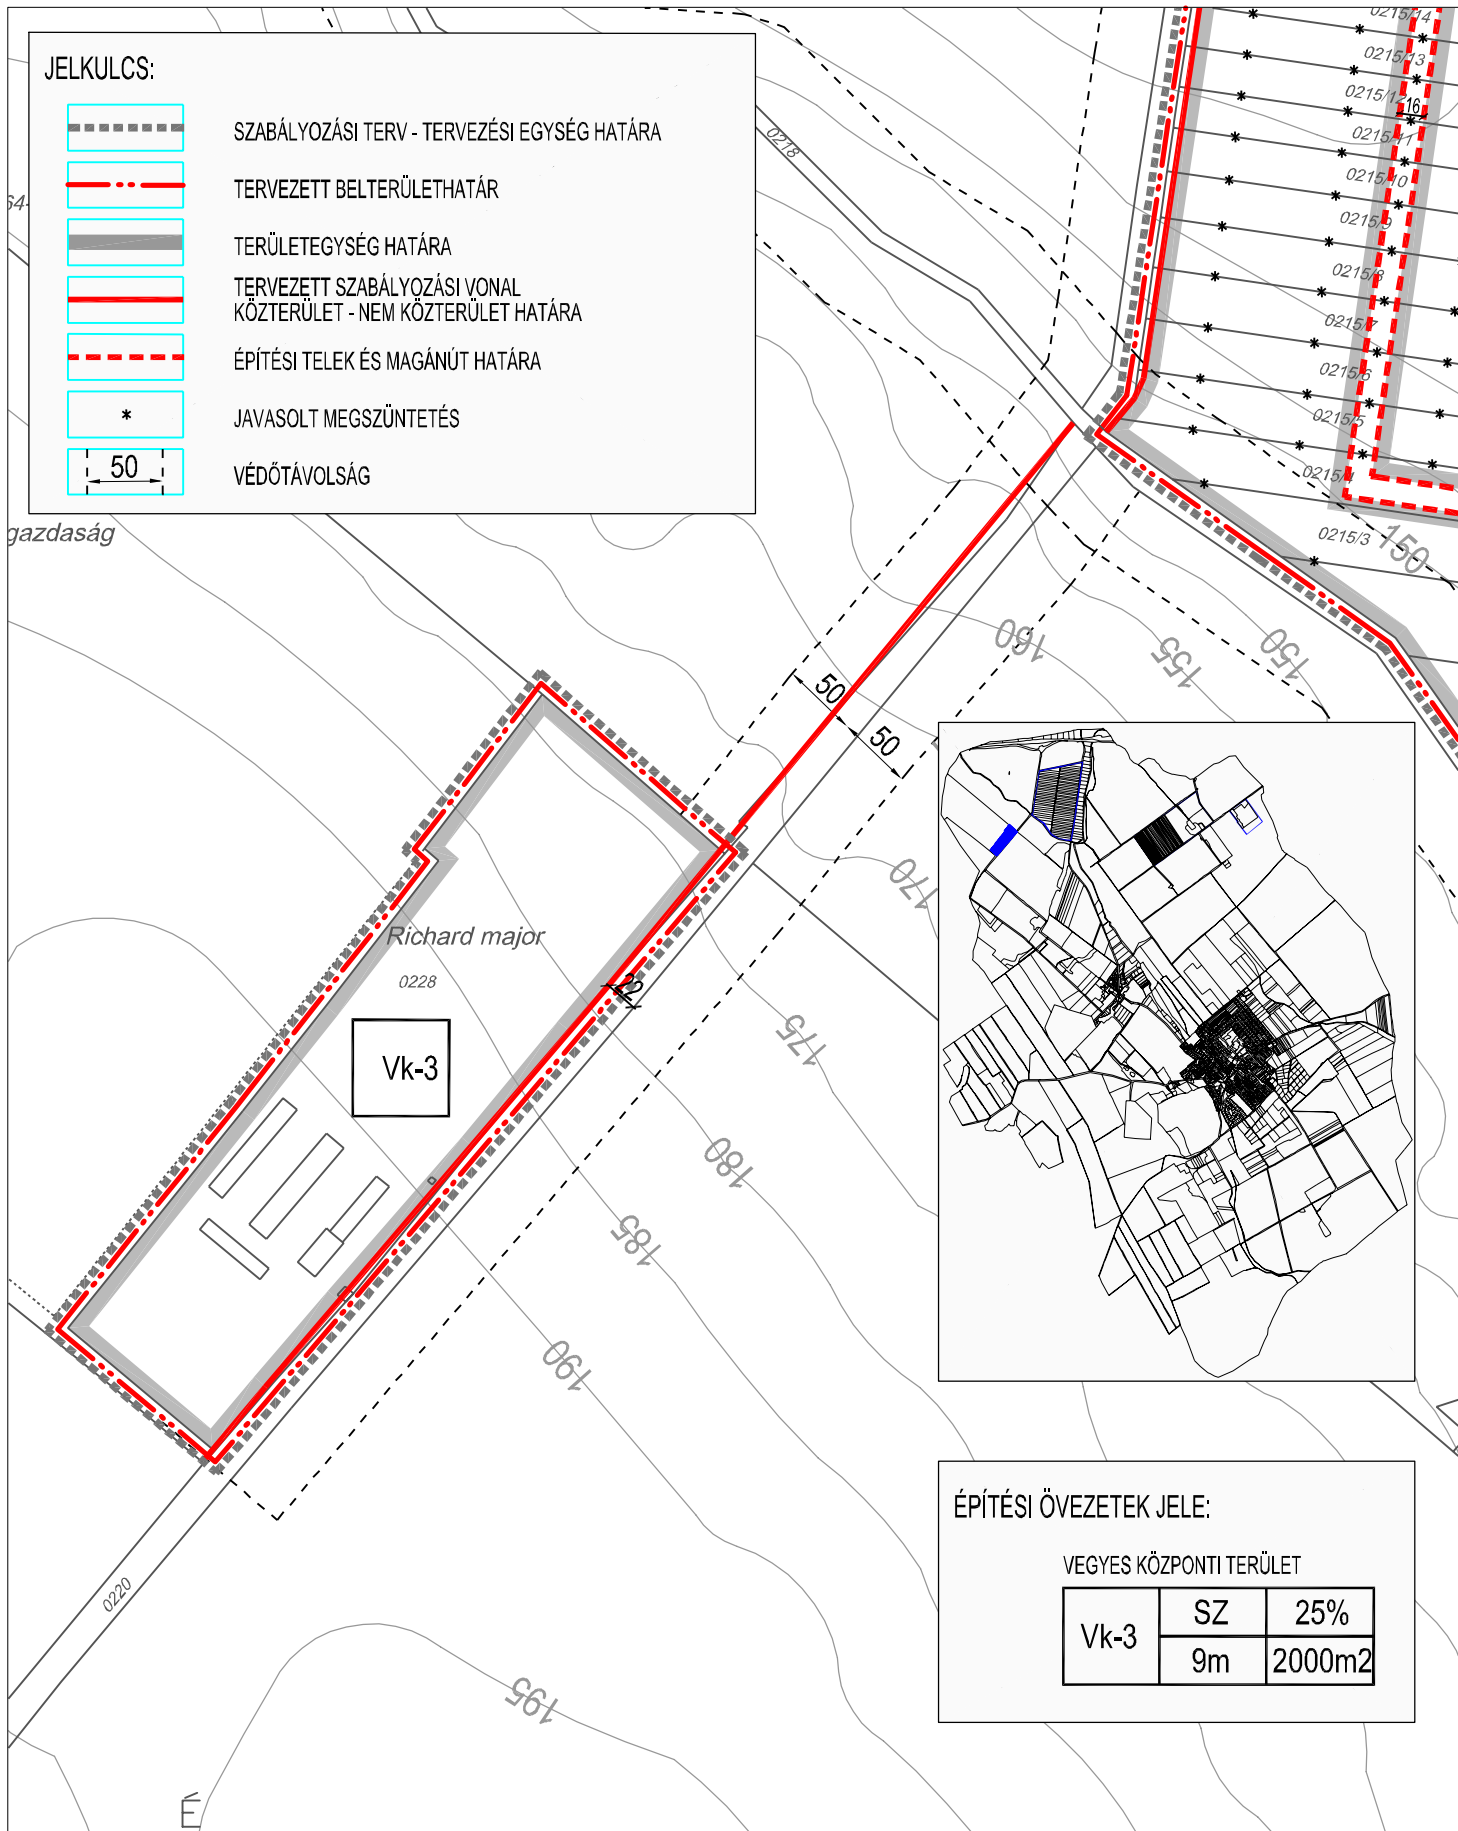 JELKULCS:
SZABÁLYOZÁSI TERV - TERVEZÉSI EGYSÉG HATÁRA
TERVEZETT BELTERÜLETHATÁR
TERÜLETEGYSÉG HATÁRA
TERVEZETT SZABÁLYOZÁSI VONAL
KÖZTERÜLET - NEM KÖZTERÜLET HATÁRA
ÉPÍTÉSI TELEK ÉS MAGÁNÚT HATÁRA
* JAVASOLT MEGSZÜNTETÉS
50 VÉDŐTÁVOLSÁG
gazdaság
0218
0215/14
0215/13
0215/12
16
0215/11
0215/10
0215/9
0215/8
0215/7
0215/6
0215/5
0215/4
0215/3
150
160
155
150
50
50
170
Richard major
0228
22
Vk-3
175
180
185
190
0220
195
É
ÉPÍTÉSI ÖVEZETEK JELE:
VEGYES KÖZPONTI TERÜLET
Vk-3 SZ 25%
9m 2000m2